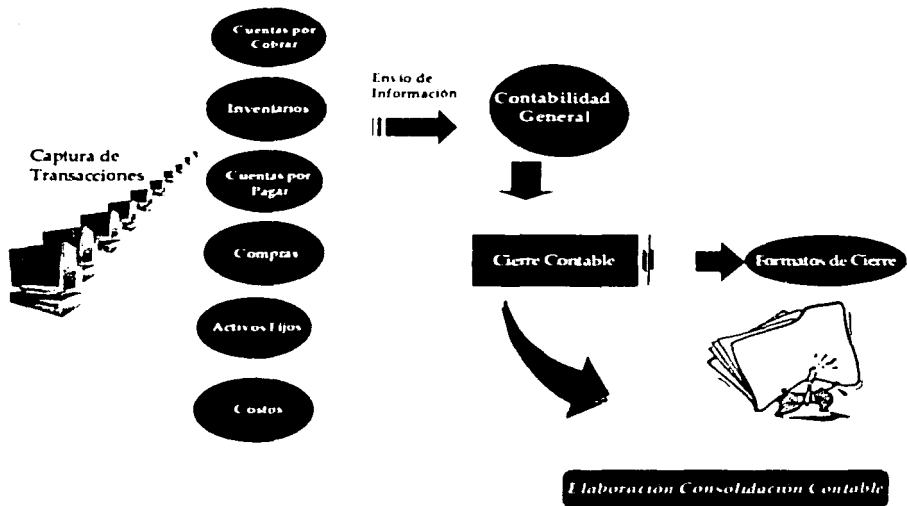 Captura de
Transacciones
Cuentas por
Cobrar
Inventarios
Cuentas por
Pagar
Compras
Activos Fijos
Costos
Envío de
Información
Contabilidad
General
Cierre Contable
Formatos de Cierre
Elaboración Consolidación Contable